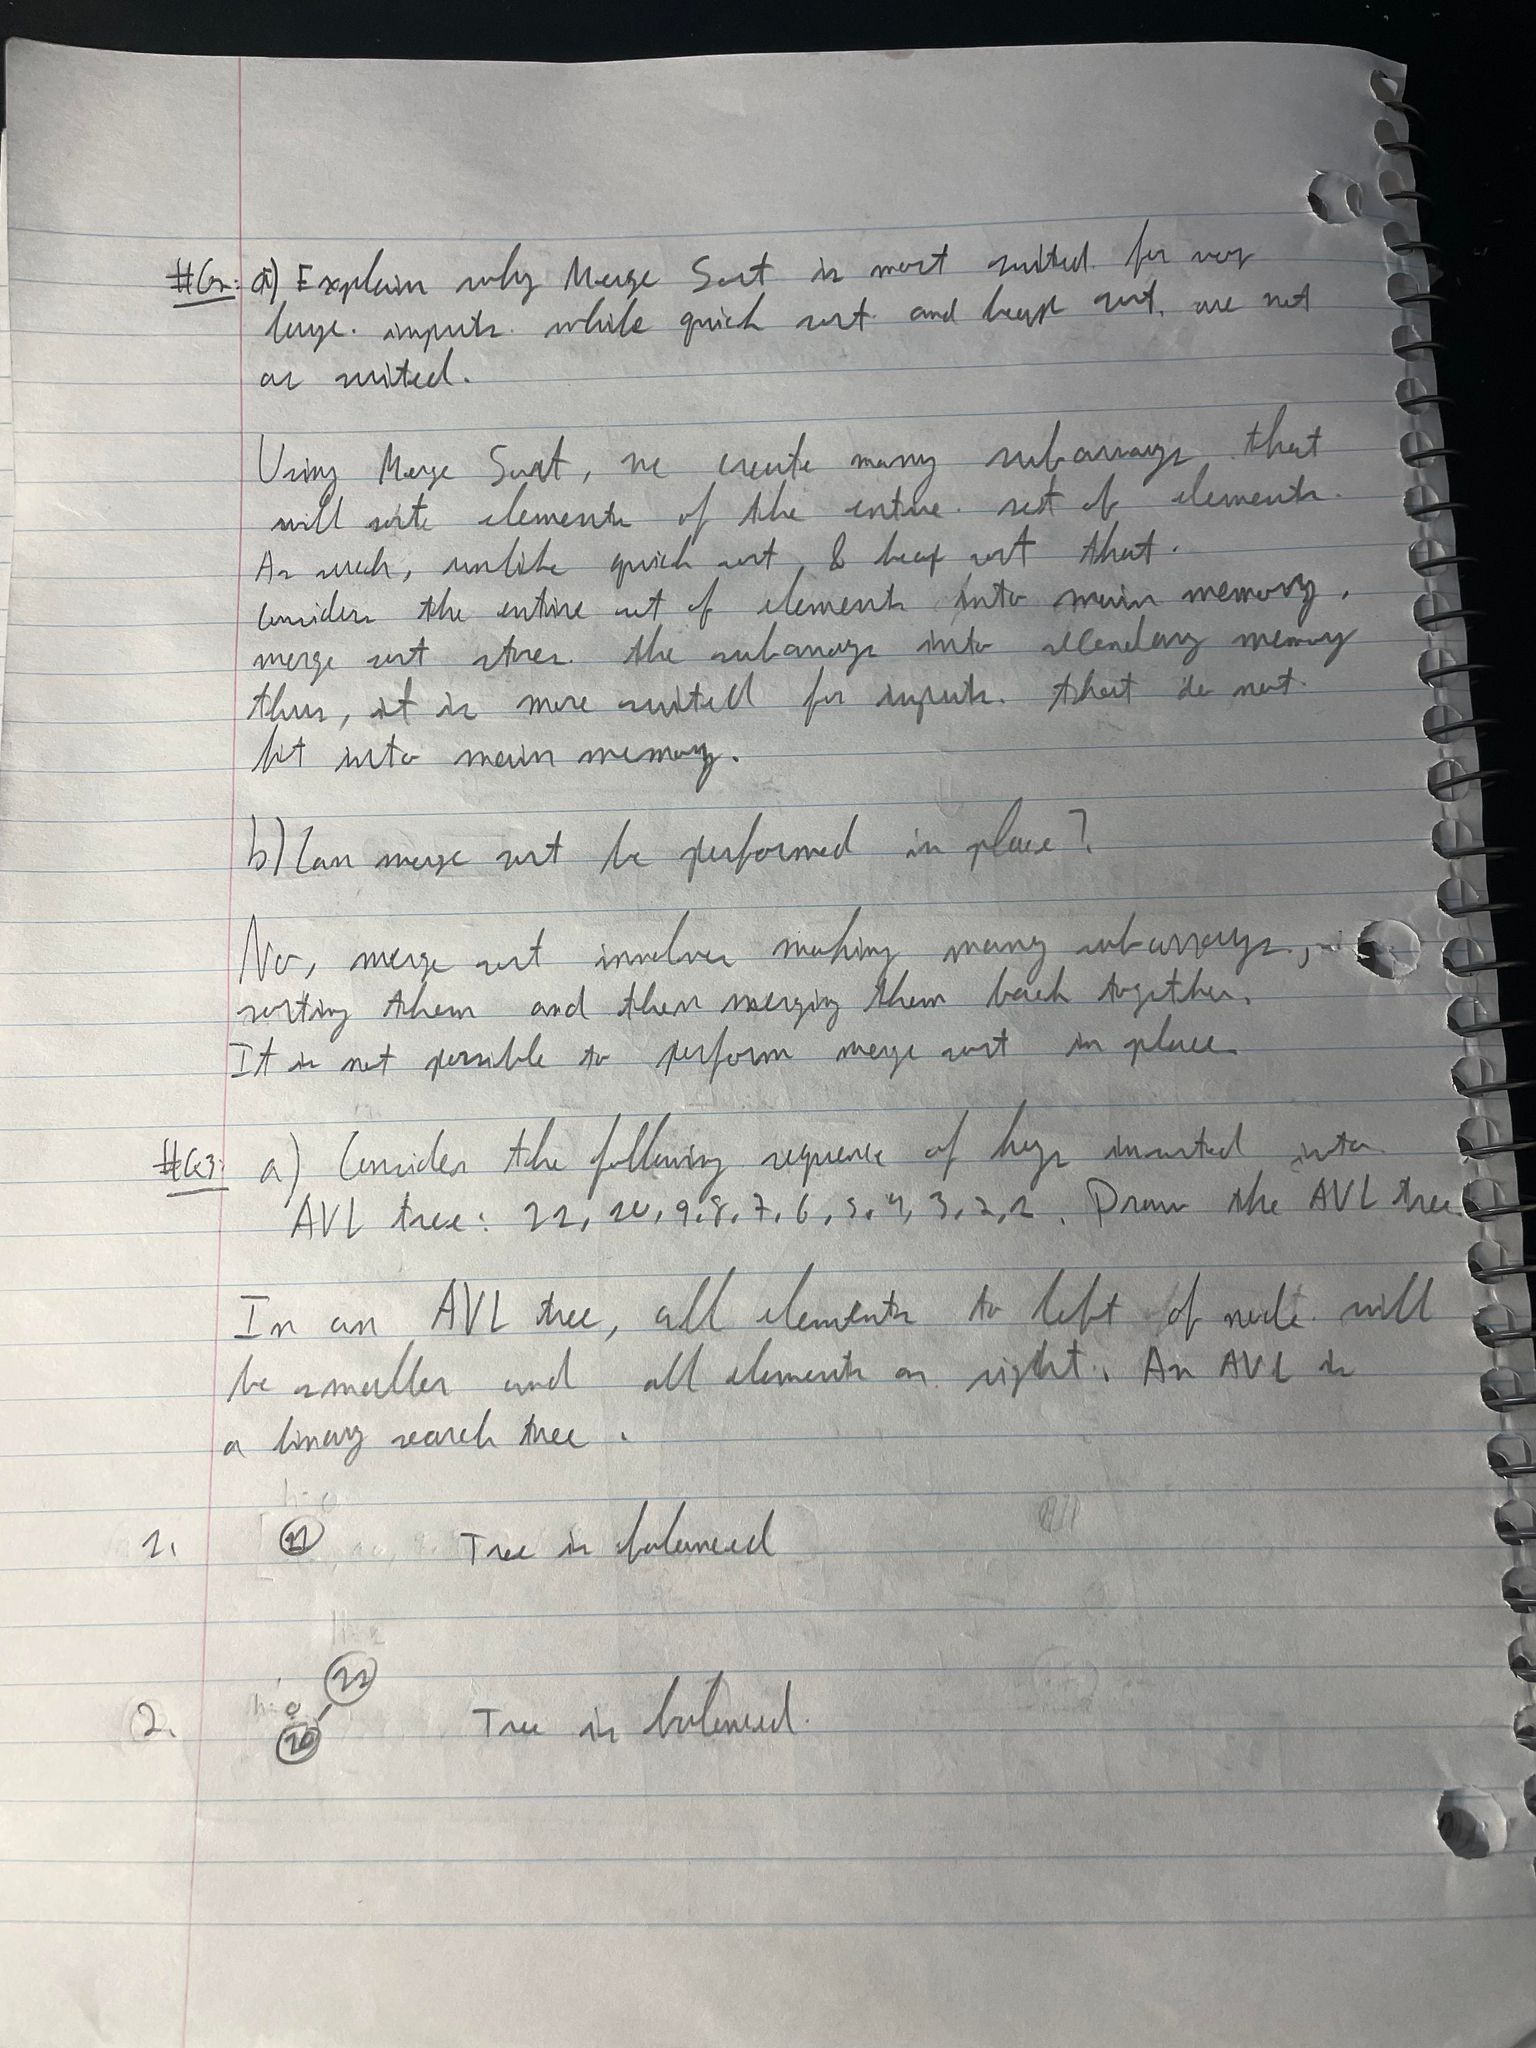 #G2: a) Explain why Merge Sort is most suited for very
large inputs while quick sort and heap sort are not
as suited.
Using Merge Sort, we create many subarrays that
will sort elements of the entire set of elements.
As such, unlike quick sort & heap sort that
considers the entire set of elements into main memory,
merge sort stores the subarrays into secondary memory
thus, it is more suited for inputs that do not
fit into main memory.
b) Can merge sort be performed in place?
No, merge sort involves making many subarrays,
sorting them and then merging them back together.
It is not possible to perform merge sort in place
#G3: a) Consider the following sequence of keys inserted into
AVL tree: 11, 10, 9, 8, 7, 6, 5, 4, 3, 2, 1. Draw the AVL tree.
In an AVL tree, all elements to left of node will
be smaller and all elements on right. An AVL is
a binary search tree.
1. 11 Tree is balanced
11
h=0
2. 10 Tree is balanced.